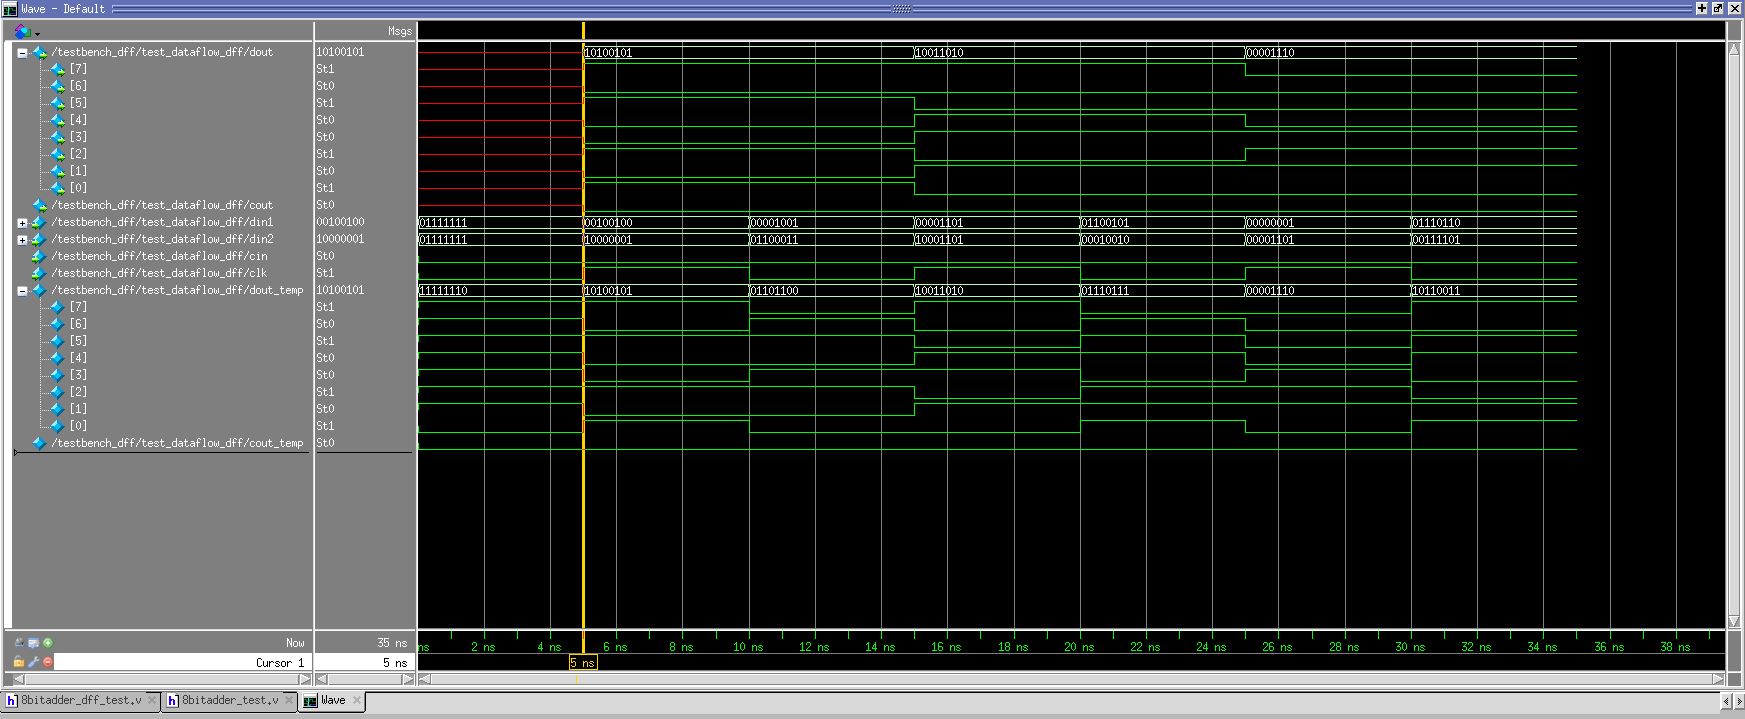 Wave - Default
Msgs
/testbench_dff/test_dataflow_dff/dout 10100101 10100101 10011010 00001110
[7] St1
[6] St0
[5] St1
[4] St0
[3] St0
[2] St1
[1] St0
[0] St1
/testbench_dff/test_dataflow_dff/cout St0
/testbench_dff/test_dataflow_dff/din1 00100100 01111111 00100100 00001001 00001101 01100101 00000001 01110110
/testbench_dff/test_dataflow_dff/din2 10000001 01111111 10000001 01100011 10001101 00010010 00001101 00111101
/testbench_dff/test_dataflow_dff/cin St0
/testbench_dff/test_dataflow_dff/clk St1
/testbench_dff/test_dataflow_dff/dout_temp 10100101 11111110 10100101 01101100 10011010 01110111 00001110 10110011
[7] St1
[6] St0
[5] St1
[4] St0
[3] St0
[2] St1
[1] St0
[0] St1
/testbench_dff/test_dataflow_dff/cout_temp St0
Now 35 ns ns 2 ns 4 ns 6 ns 8 ns 10 ns 12 ns 14 ns 16 ns 18 ns 20 ns 22 ns 24 ns 26 ns 28 ns 30 ns 32 ns 34 ns 36 ns 38 ns
Cursor 1 5 ns 5 ns
8bitadder_dff_test.v 8bitadder_test.v Wave